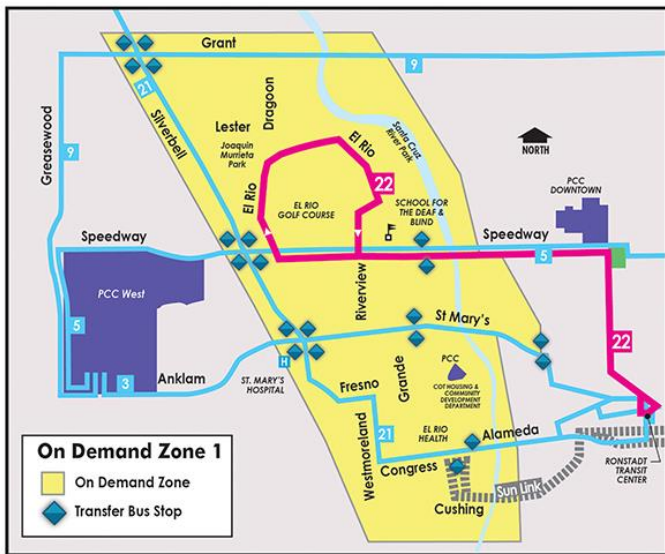 Grant
9
21
Greasewood
9
Silverbell
Lester
Dragoon
Joaquin
Murrieta
Park
El Rio
Santa Cruz
River Park
NORTH
22
El Rio
EL RIO
GOLF COURSE
SCHOOL FOR
THE DEAF &
BLIND
PCC
DOWNTOWN
Speedway
Speedway
5
PCC West
Riverview
5
St Mary's
3
Anklam
H
ST. MARY'S
HOSPITAL
Fresno
Grande
PCC
COT HOUSING &
COMMUNITY
DEVELOPMENT
DEPARTMENT
22
Westmoreland
21
EL RIO
HEALTH
Alameda
Congress
RONSTADT
TRANSIT
CENTER
Sun Link
Cushing
On Demand Zone 1
On Demand Zone
Transfer Bus Stop